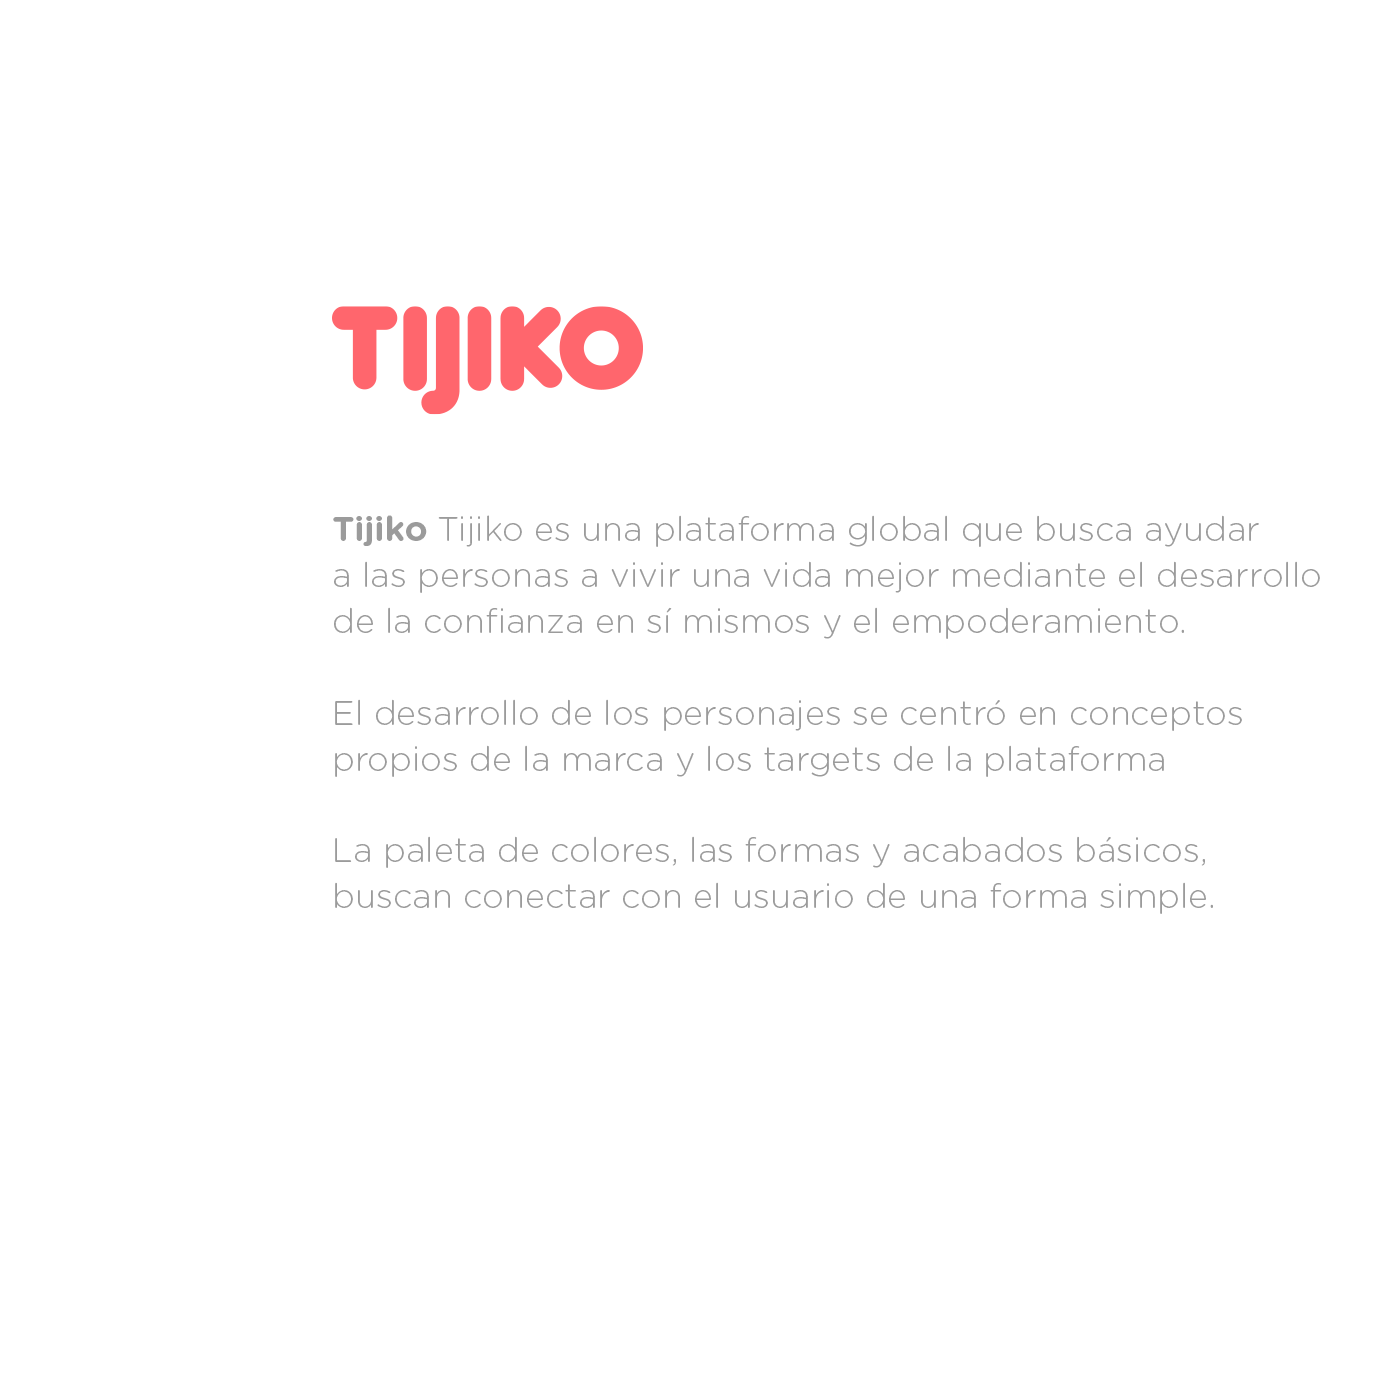 TIJIKO
Tijiko Tijiko es una plataforma global que busca ayudar
a las personas a vivir una vida mejor mediante el desarrollo
de la confianza en sí mismos y el empoderamiento.
El desarrollo de los personajes se centró en conceptos
propios de la marca y los targets de la plataforma
La paleta de colores, las formas y acabados básicos,
buscan conectar con el usuario de una forma simple.